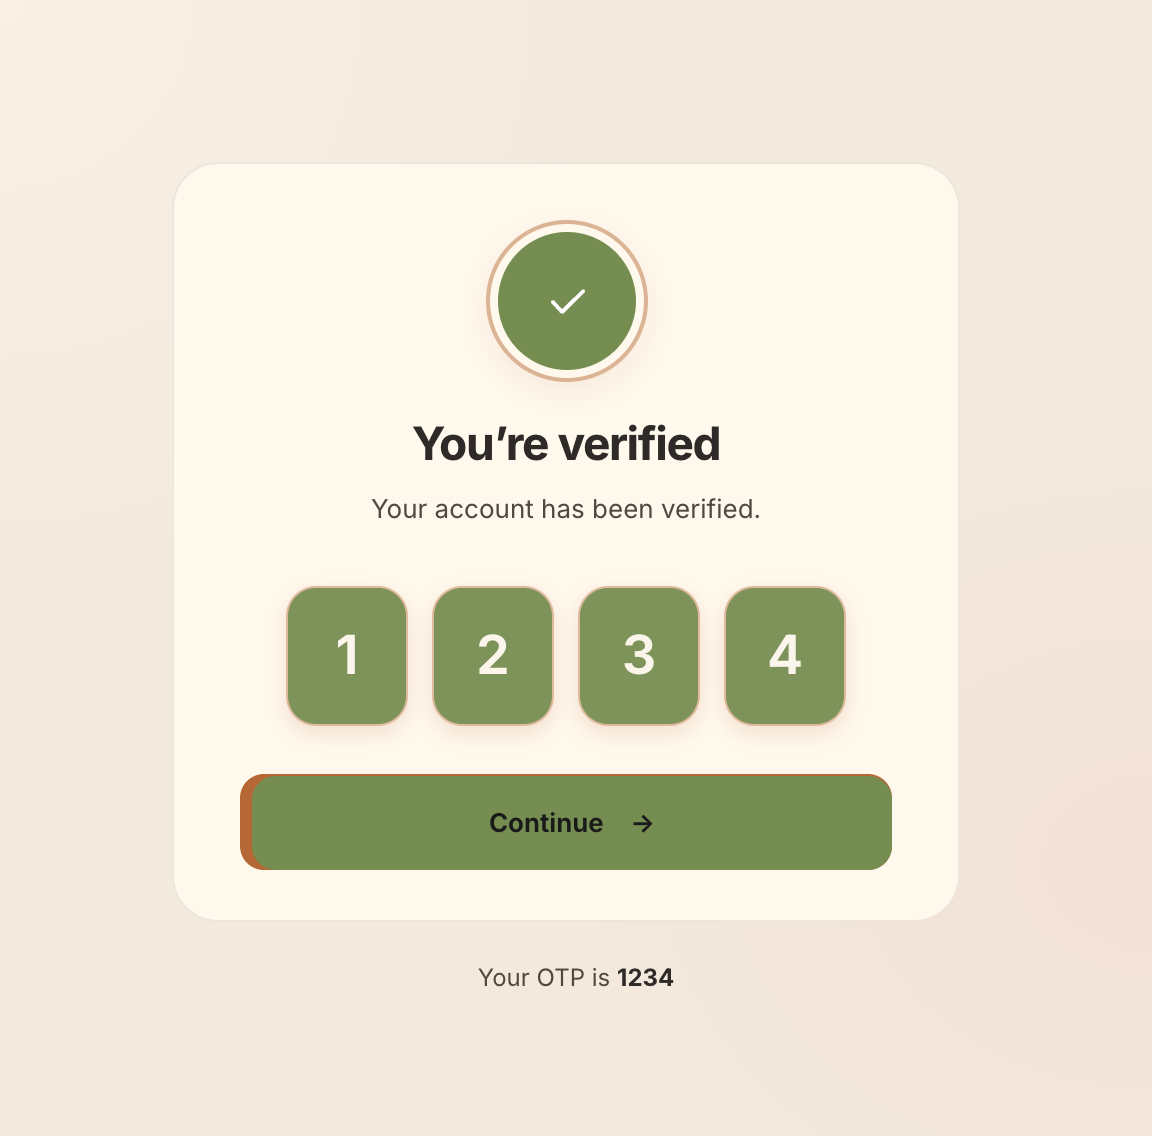 You’re verified
Your account has been verified.
1 2 3 4
Continue →
Your OTP is 1234